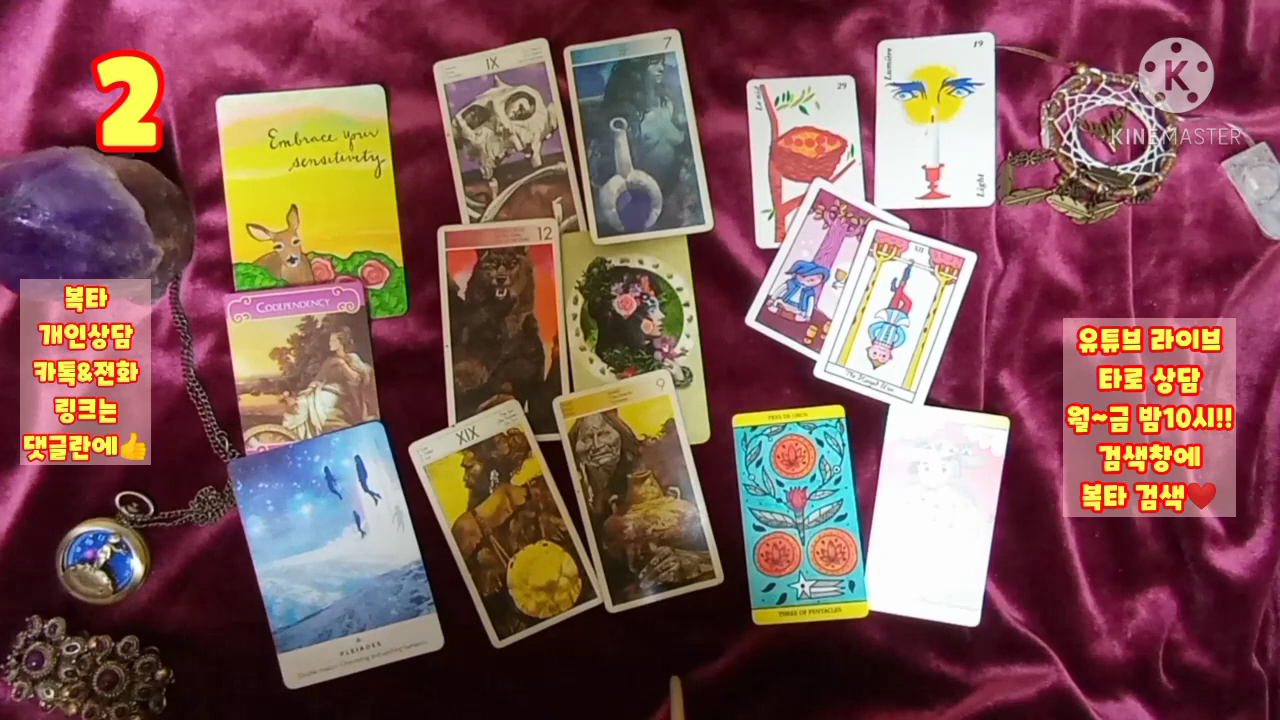 2
Embrace your
sensitivity
CODEPENDENCY
PLEIADES
IX
7
12
XIX
9
29
19
Lumière
Light
XII
The Hanged Man
THREE OF PENTACLES
K
KINEMASTER
복타
개인상담
카톡&전화
링크는
댓글란에👍
유튜브 라이브
타로 상담
월~금 밤10시!!
검색창에
복타 검색❤️